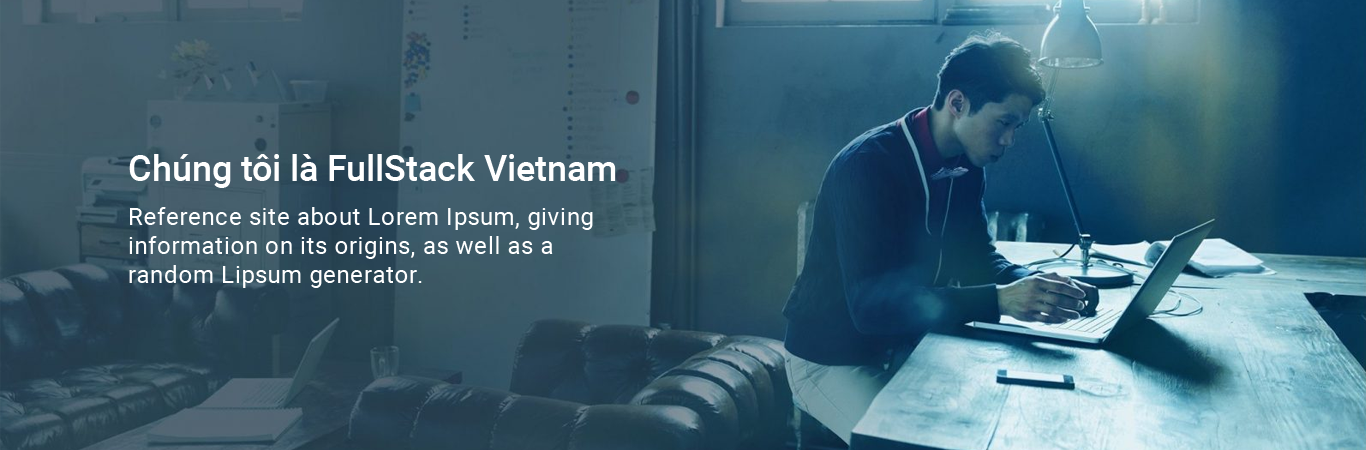 Chúng tôi là FullStack Vietnam
Reference site about Lorem Ipsum, giving
information on its origins, as well as a
random Lipsum generator.